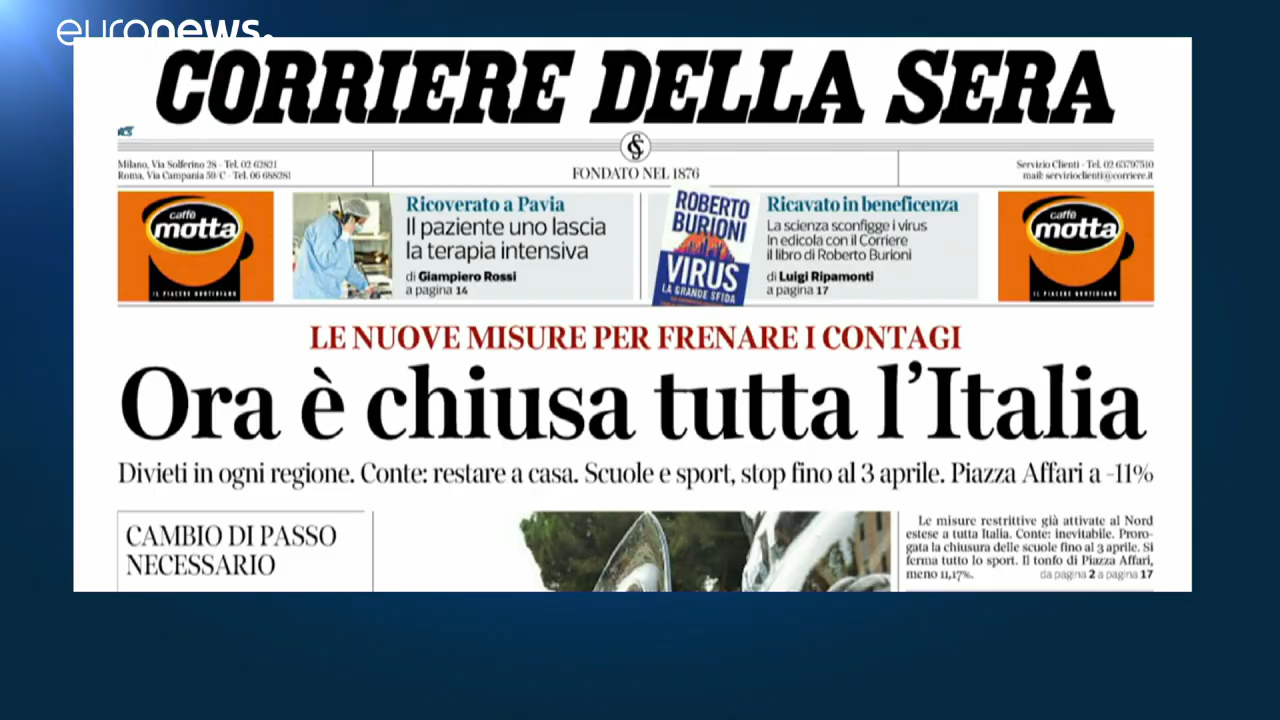 euronews.
CORRIERE DELLA SERA
Milano, Via Solferino 28 - Tel. 02 62821
Roma, Via Campania 59/C - Tel. 06 688281
FONDATO NEL 1876
Servizio Clienti - Tel. 02 63797510
mail: servizioclienti@corriere.it
caffè
motta
IL PIACERE QUOTIDIANO
Ricoverato a Pavia
Il paziente uno lascia
la terapia intensiva
di Giampiero Rossi
a pagina 14
ROBERTO
BURIONI
VIRUS
LA GRANDE SFIDA
Ricavato in beneficenza
La scienza sconfigge i virus
In edicola con il Corriere
il libro di Roberto Burioni
di Luigi Ripamonti
a pagina 17
caffè
motta
IL PIACERE QUOTIDIANO
LE NUOVE MISURE PER FRENARE I CONTAGI
Ora è chiusa tutta l'Italia
Divieti in ogni regione. Conte: restare a casa. Scuole e sport, stop fino al 3 aprile. Piazza Affari a -11%
CAMBIO DI PASSO
NECESSARIO
Le misure restrittive già attivate al Nord
estese a tutta Italia. Conte: inevitabile. Proro-
gata la chiusura delle scuole fino al 3 aprile. Si
ferma tutto lo sport. Il tonfo di Piazza Affari,
meno 11,17%. da pagina 2 a pagina 17